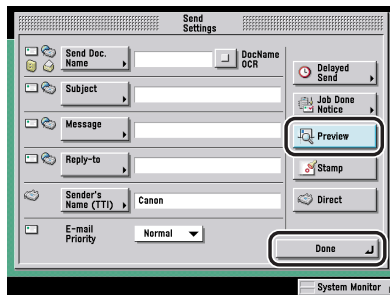 Send
Settings
Send Doc.
Name
DocName
OCR
Delayed
Send
Subject
Job Done
Notice
Message
Preview
Reply-to
Stamp
Sender's
Name (TTI)
Canon
Direct
E-mail
Priority
Normal
Done
System Monitor